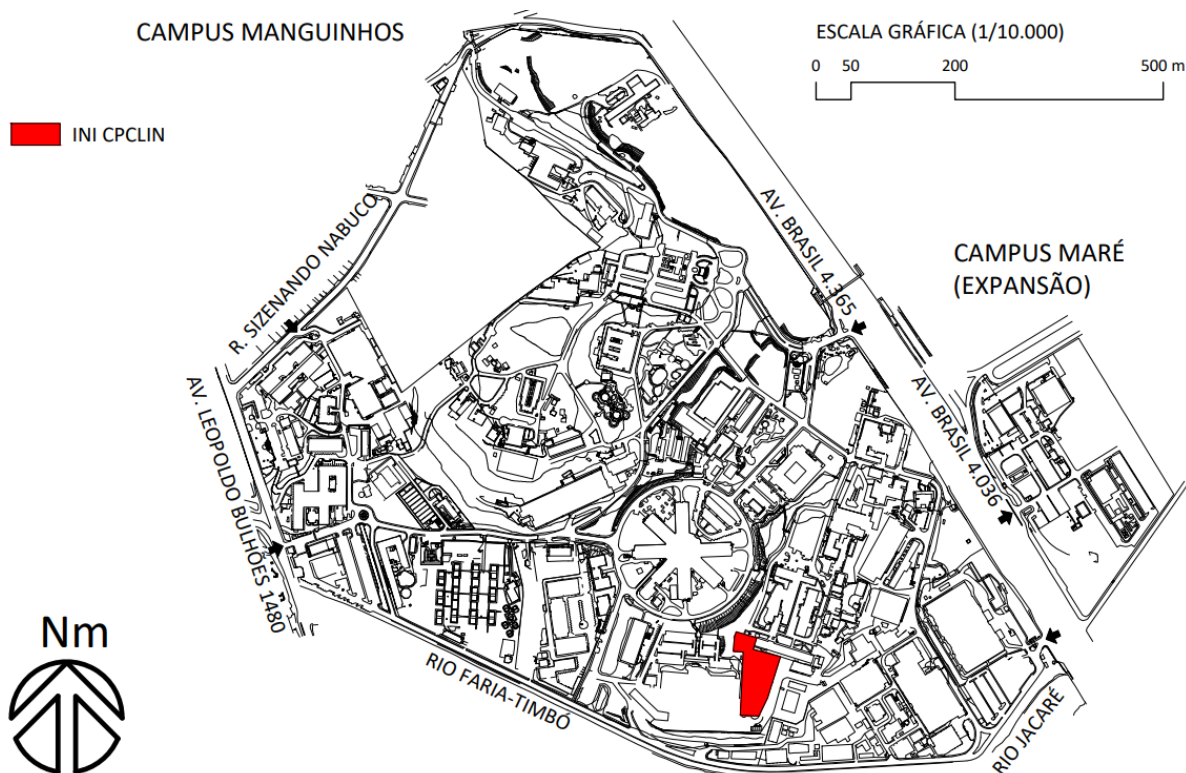 CAMPUS MANGUINHOS
ESCALA GRÁFICA (1/10.000)
0 50 200 500 m
INI CPCLIN
R. SIZENANDO NABUCO
AV. BRASIL 4.365
CAMPUS MARÉ
(EXPANSÃO)
AV. LEOPOLDO BULHÕES 1480
AV. BRASIL 4.036
Nm
RIO FARIA-TIMBÓ
RIO JACARÉ